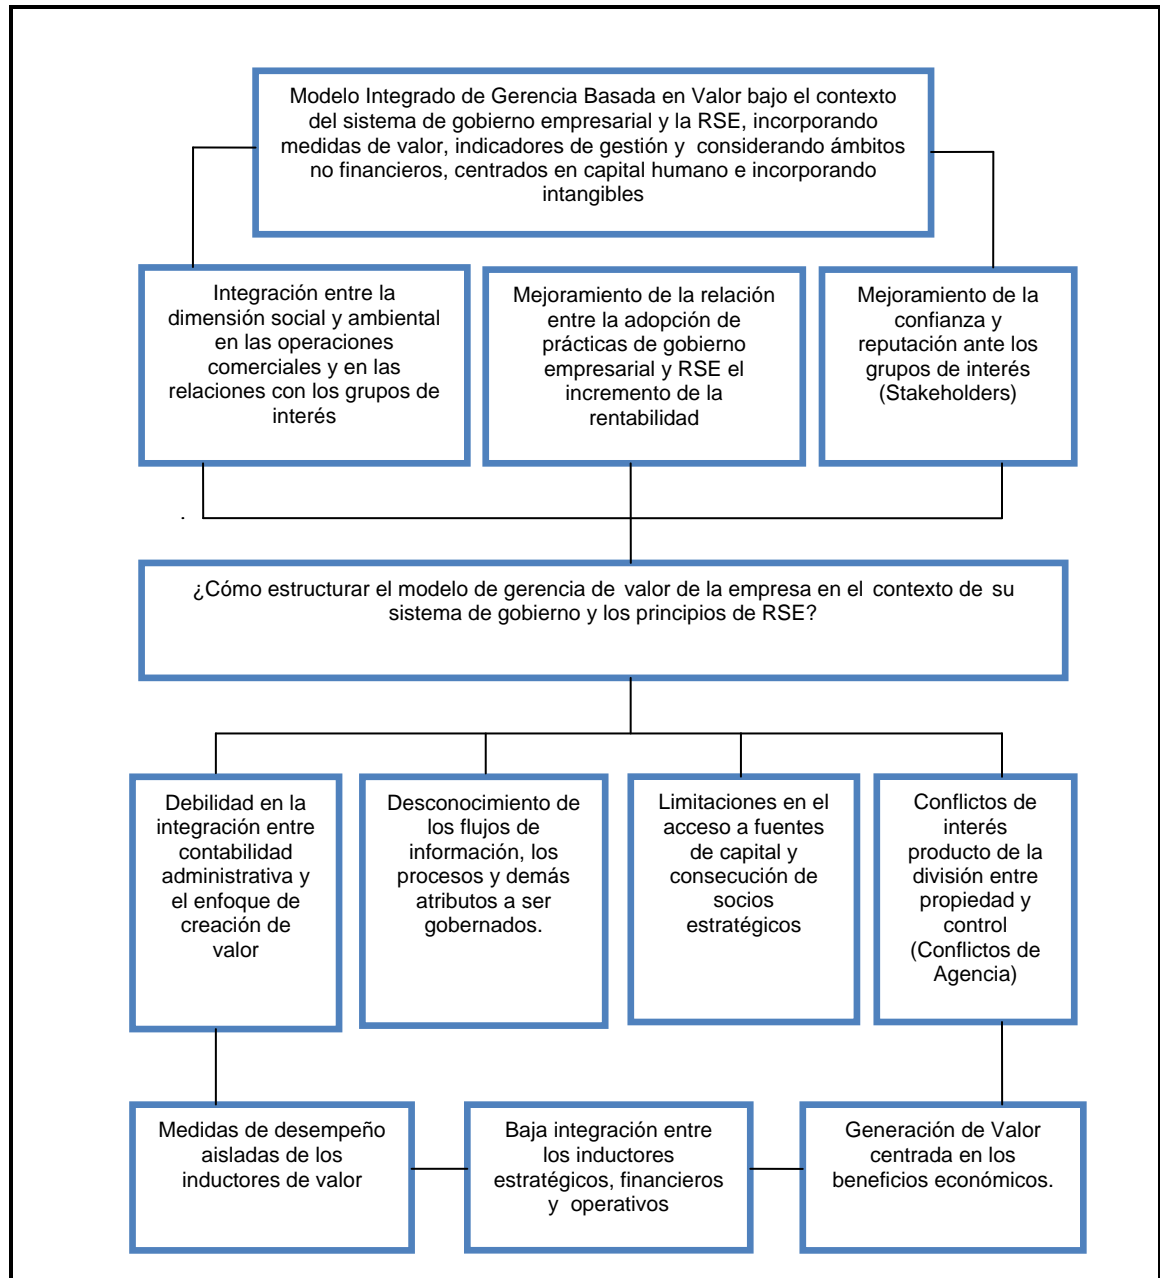 Modelo Integrado de Gerencia Basada en Valor bajo el contexto
del sistema de gobierno empresarial y la RSE, incorporando
medidas de valor, indicadores de gestión y considerando ámbitos
no financieros, centrados en capital humano e incorporando
intangibles
Integración entre la
dimensión social y ambiental
en las operaciones
comerciales y en las
relaciones con los grupos de
interés
Mejoramiento de la relación
entre la adopción de
prácticas de gobierno
empresarial y RSE el
incremento de la
rentabilidad
Mejoramiento de la
confianza y
reputación ante los
grupos de interés
(Stakeholders)
.
¿Cómo estructurar el modelo de gerencia de valor de la empresa en el contexto de su
sistema de gobierno y los principios de RSE?
Debilidad en la
integración entre
contabilidad
administrativa y
el enfoque de
creación de
valor
Desconocimiento de
los flujos de
información, los
procesos y demás
atributos a ser
gobernados.
Limitaciones en el
acceso a fuentes
de capital y
consecución de
socios
estratégicos
Conflictos de
interés
producto de la
división entre
propiedad y
control
(Conflictos de
Agencia)
Medidas de desempeño
aisladas de los
inductores de valor
Baja integración entre
los inductores
estratégicos, financieros
y operativos
Generación de Valor
centrada en los
beneficios económicos.